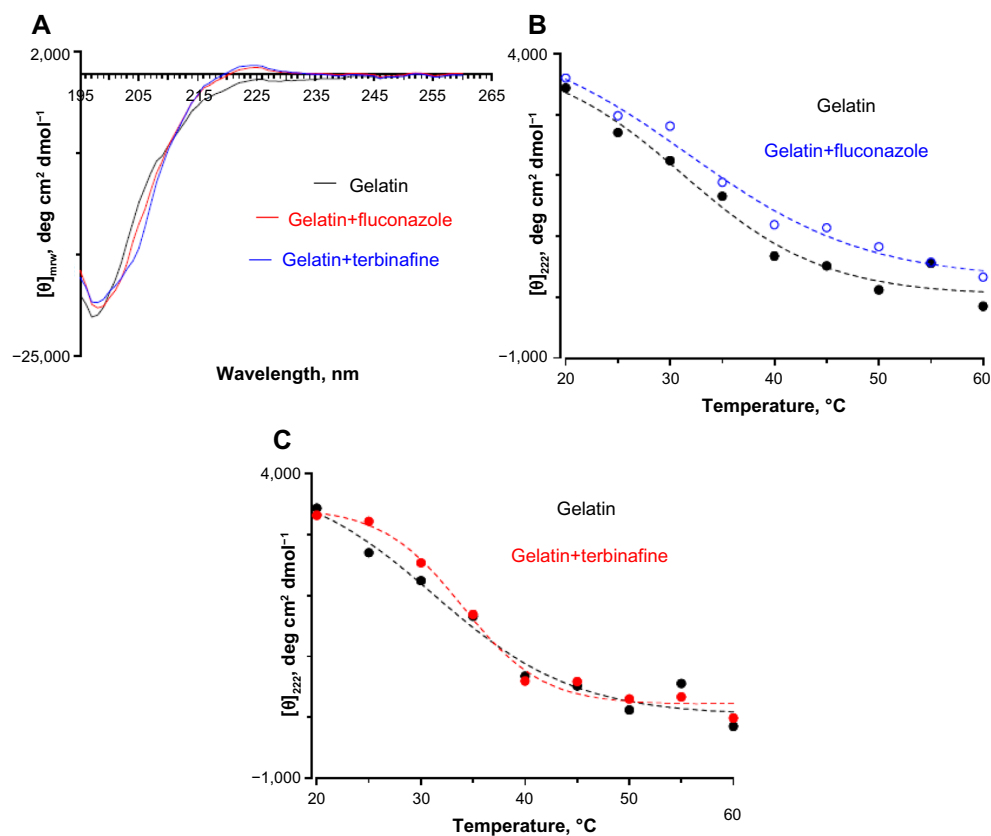 A
2,000
195 205 215 225 235 245 255 265
[θ]mrw, deg cm² dmol⁻¹
Gelatin
Gelatin+fluconazole
Gelatin+terbinafine
−25,000
Wavelength, nm
B
4,000
[θ]222, deg cm² dmol⁻¹
Gelatin
Gelatin+fluconazole
−1,000
20 30 40 50 60
Temperature, °C
C
4,000
[θ]222, deg cm² dmol⁻¹
Gelatin
Gelatin+terbinafine
−1,000
20 30 40 50 60
Temperature, °C